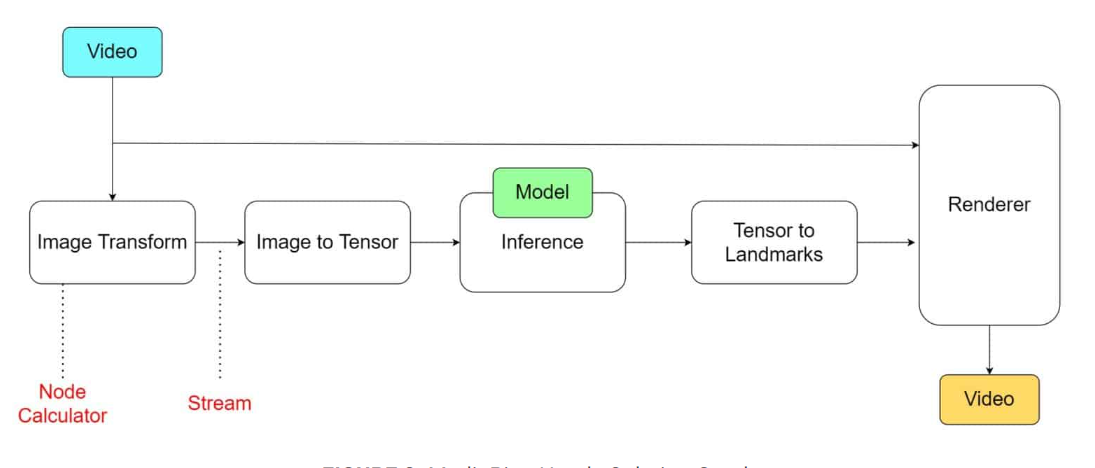 Video
Model
Image Transform
Image to Tensor
Inference
Tensor to
Landmarks
Renderer
Node
Calculator
Stream
Video